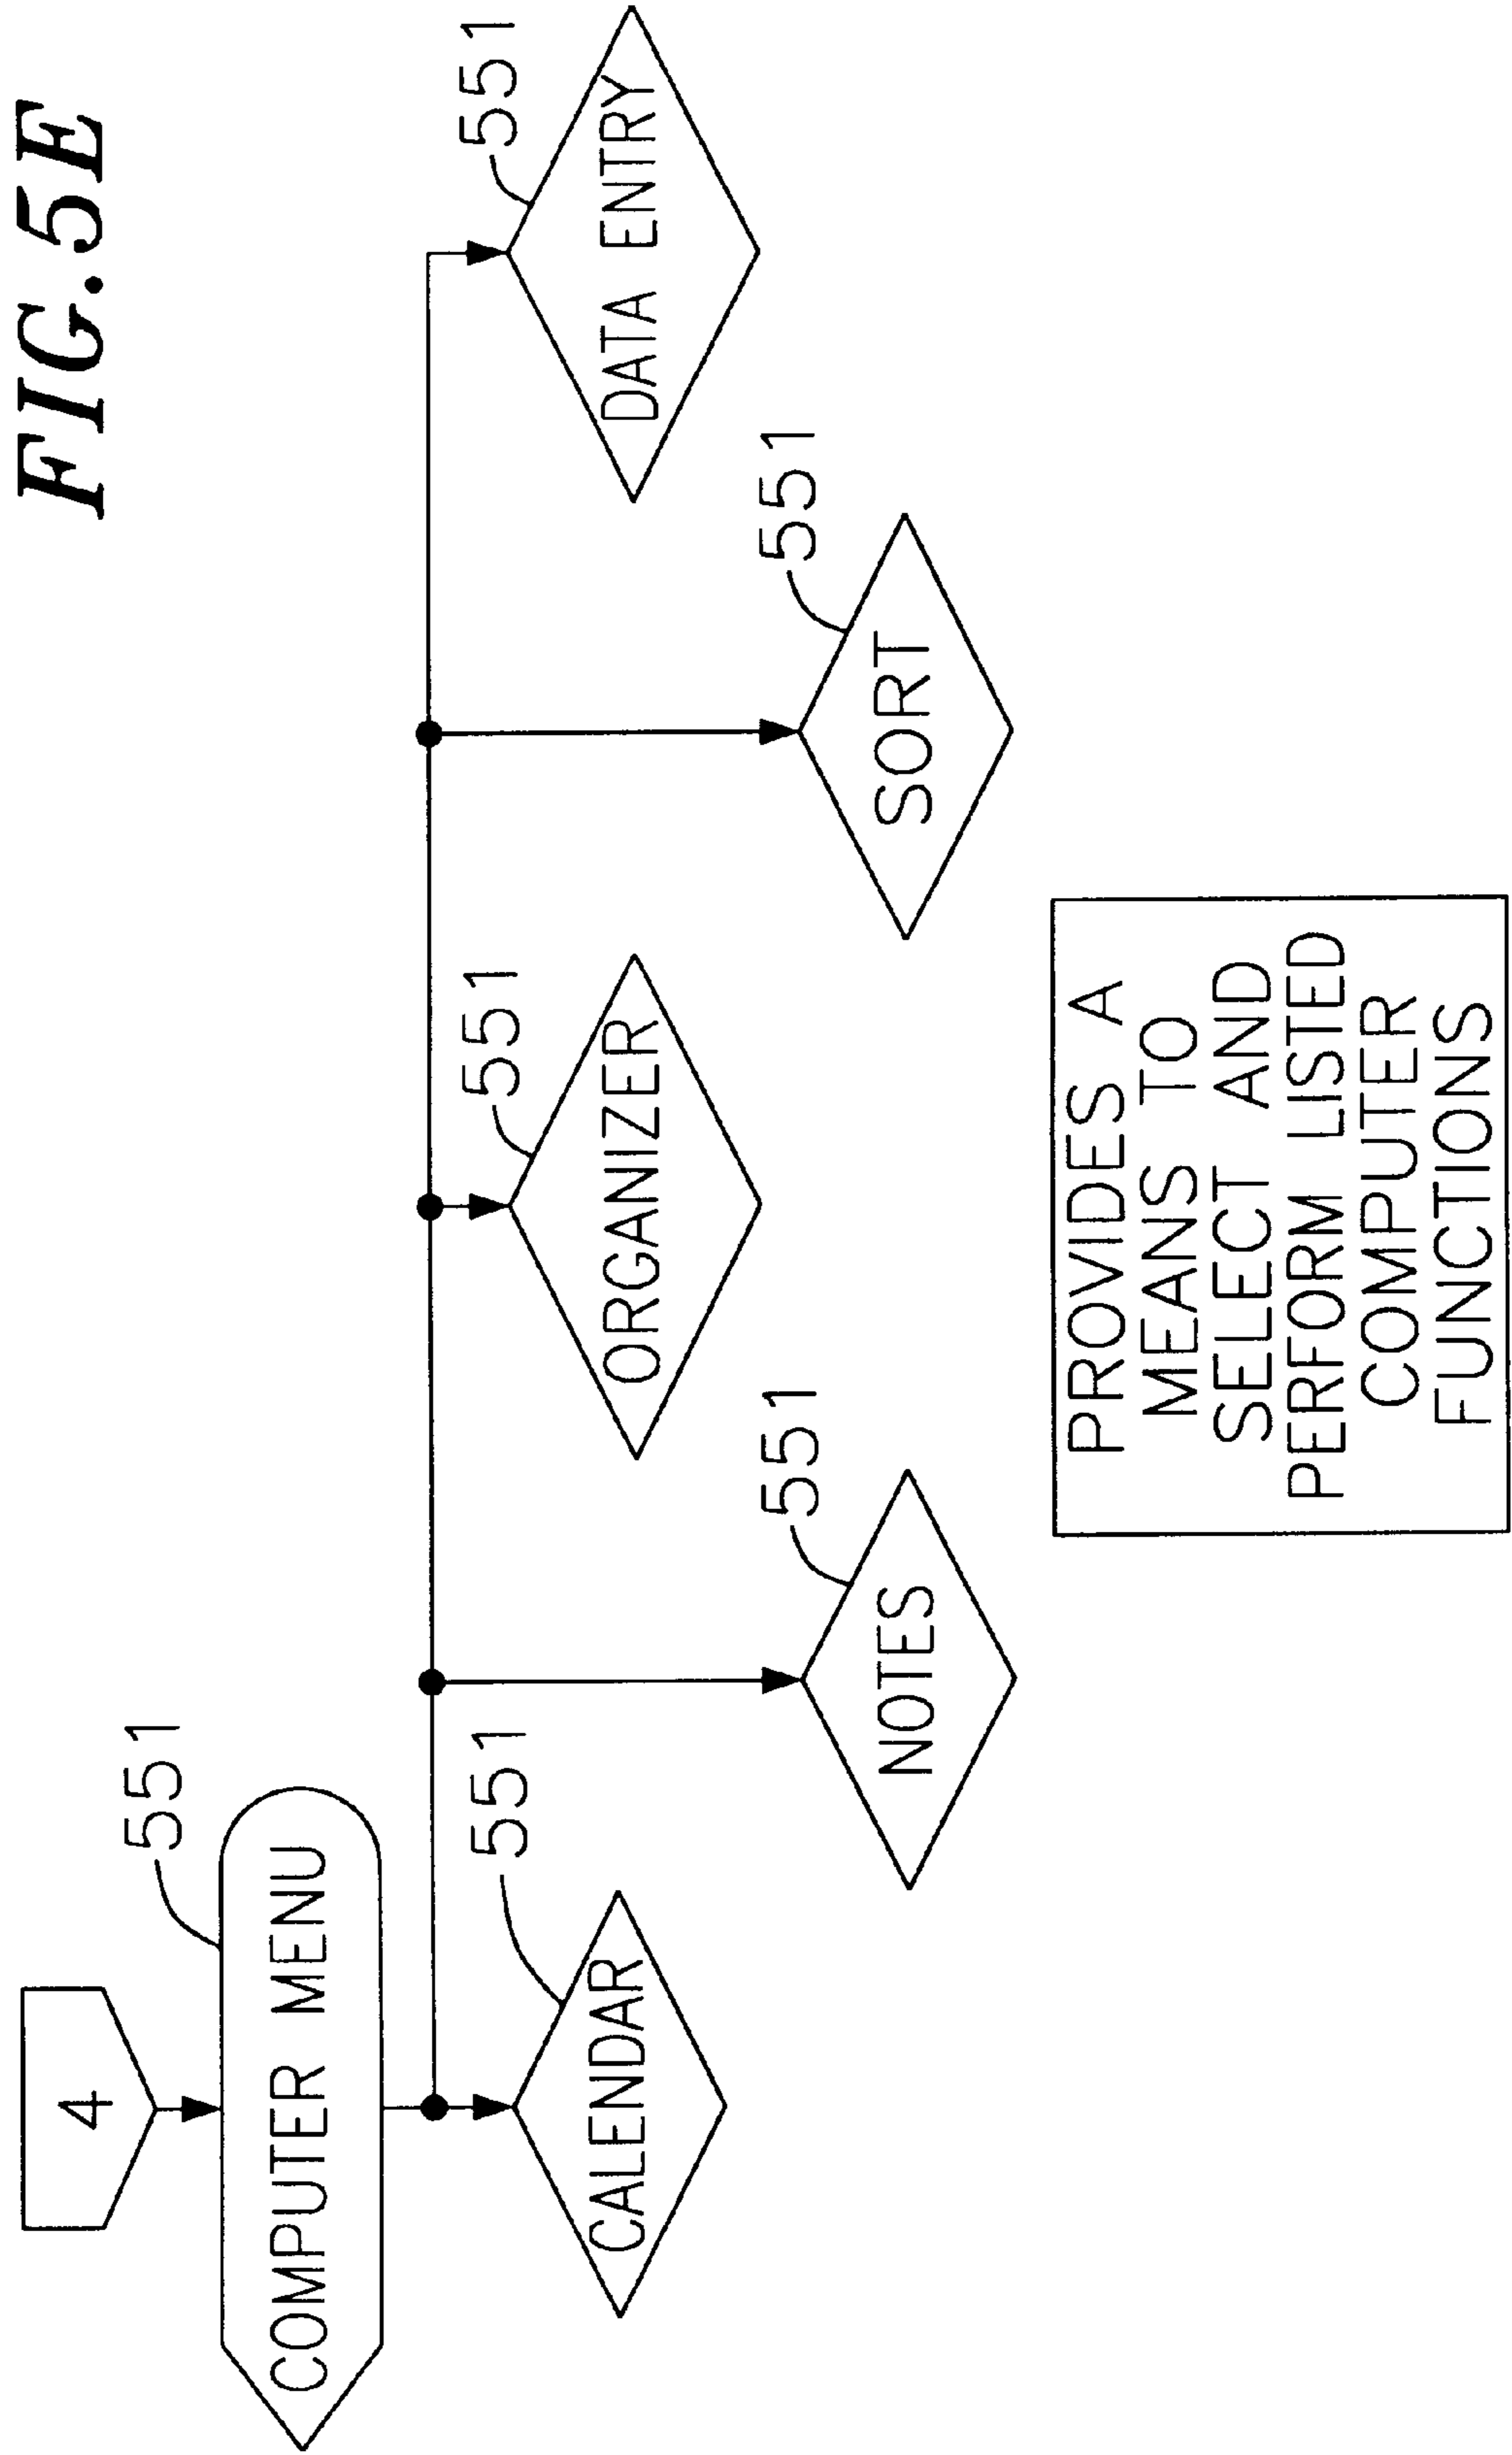 FIG.5E
4
551
COMPUTER MENU
551
CALENDAR
551
NOTES
551
ORGANIZER
551
SORT
551
DATA ENTRY
PROVIDES A
MEANS TO
SELECT AND
PERFORM LISTED
COMPUTER
FUNCTIONS